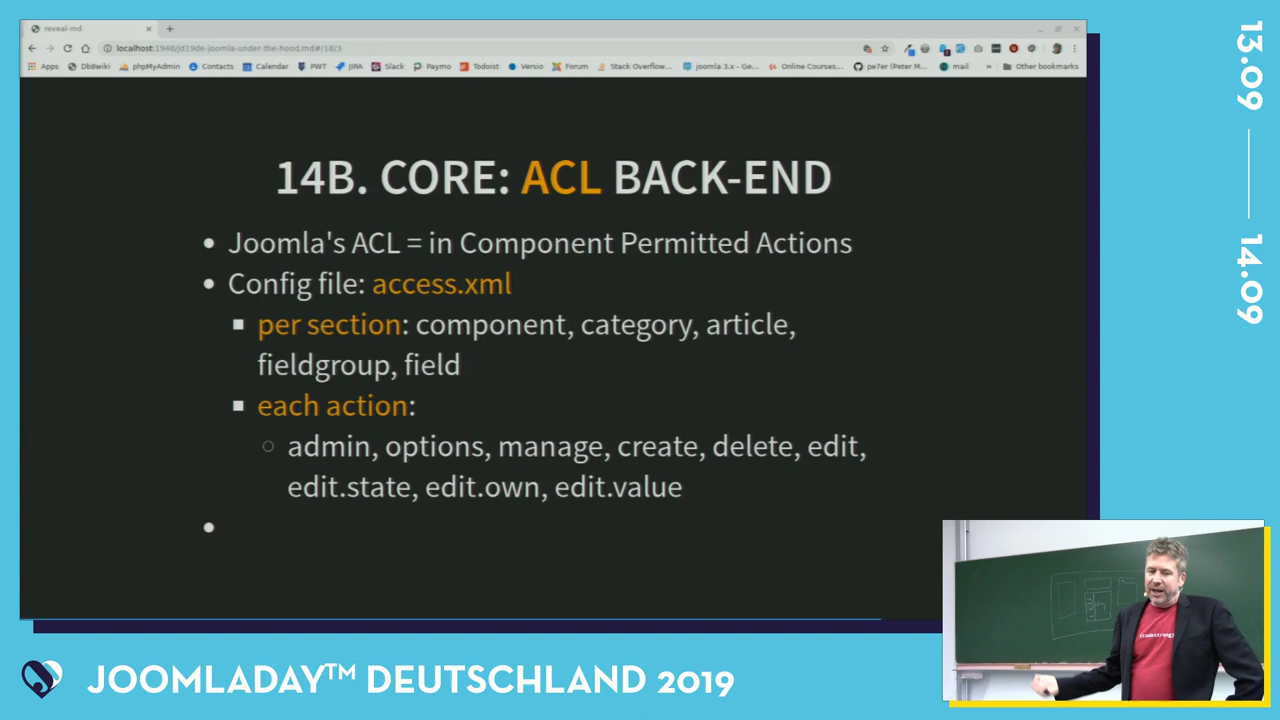 reveal-md
localhost:1948/jd19de-joomla-under-the-hood.md#/18/3
Apps Db8wiki phpMyAdmin Contacts Calendar PWT JIRA Slack Paymo Todoist Versio Forum Stack Overflow... joomla 3.x - Ge... Online Courses... pe7er (Peter M... mail » Other bookmarks
14B. CORE: ACL BACK-END
• Joomla's ACL = in Component Permitted Actions
• Config file: access.xml
per section: component, category, article,
fieldgroup, field
each action:
admin, options, manage, create, delete, edit,
edit.state, edit.own, edit.value
13.09
14.09
{codestrong}
JOOMLADAY™ DEUTSCHLAND 2019